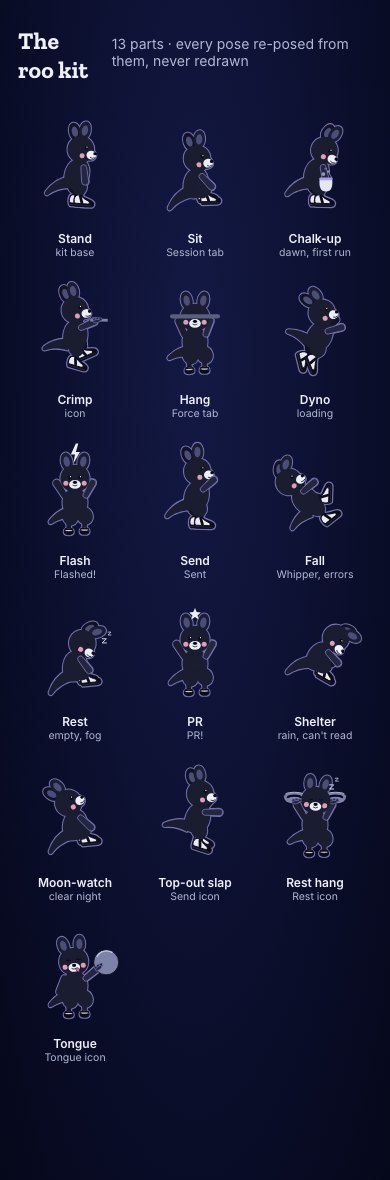 The
roo kit
13 parts · every pose re-posed from
them, never redrawn
Stand
kit base
Sit
Session tab
Chalk-up
dawn, first run
Crimp
icon
Hang
Force tab
Dyno
loading
Flash
Flashed!
Send
Sent
Fall
Whipper, errors
z
z
Rest
empty, fog
PR
PR!
Shelter
rain, can't read
Moon-watch
clear night
Top-out slap
Send icon
z
z
Rest hang
Rest icon
Tongue
Tongue icon